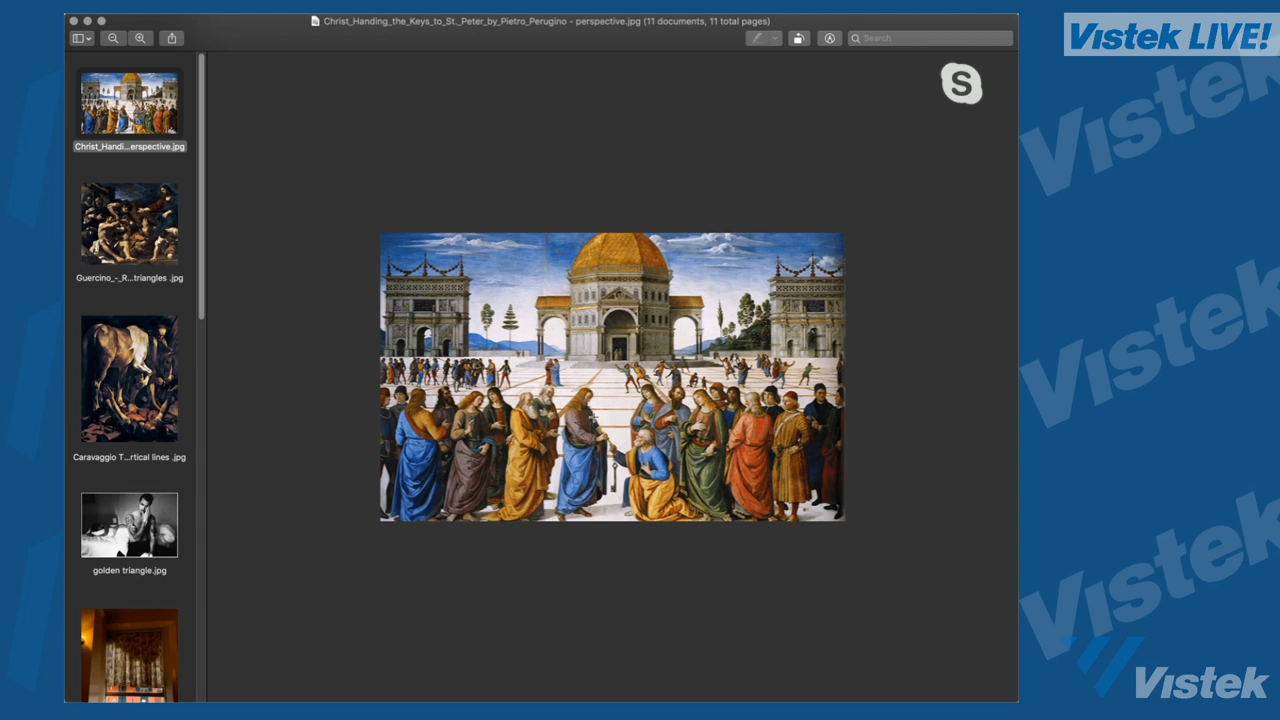 Christ_Handing_the_Keys_to_St._Peter_by_Pietro_Perugino - perspective.jpg (11 documents, 11 total pages)
Search
Vistek LIVE!
S
Christ_Handi...erspective.jpg
Guercino_-_R...triangles .jpg
Caravaggio T...rtical lines .jpg
golden triangle.jpg
Vistek
Vistek
Vistek
Vistek